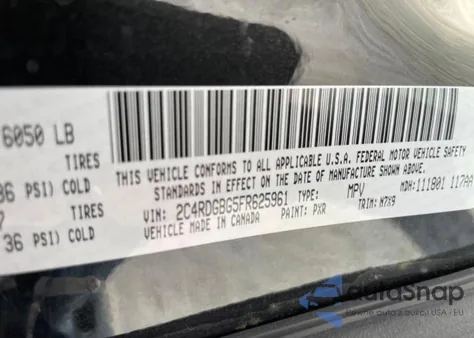 6050 LB
TIRES
36 PSI) COLD
TIRES
36 PSI) COLD
THIS VEHICLE CONFORMS TO ALL APPLICABLE U.S.A. FEDERAL MOTOR VEHICLE SAFETY
STANDARDS IN EFFECT ON THE DATE OF MANUFACTURE SHOWN ABOVE.
VIN: 2C4RDGBG5FR625961 TYPE: MPV MDH: 111801 117AA
VEHICLE MADE IN CANADA PAINT: PXR TRIM: M7X9
autoSnap